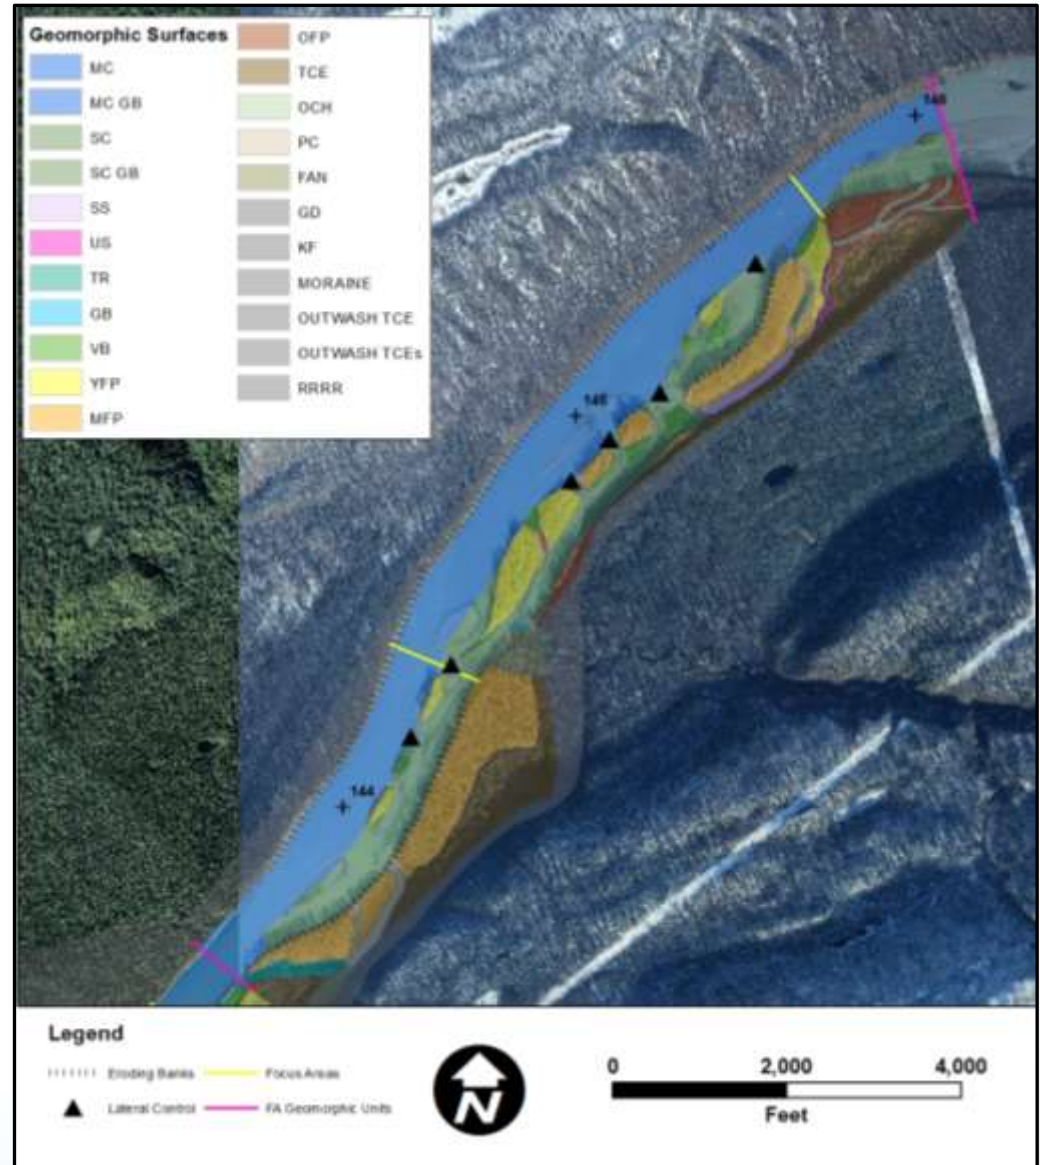 Geomorphic Surfaces
MC
MC GB
SC
SC GB
SS
US
TR
GB
VB
YFP
MFP
OFP
TCE
OCH
PC
FAN
GD
KF
MORAINE
OUTWASH TCE
OUTWASH TCEs
RRRR
146
145
144
Legend
Eroding Banks
Focus Areas
Lateral Control
FA Geomorphic Units
N
0 2,000 4,000
Feet